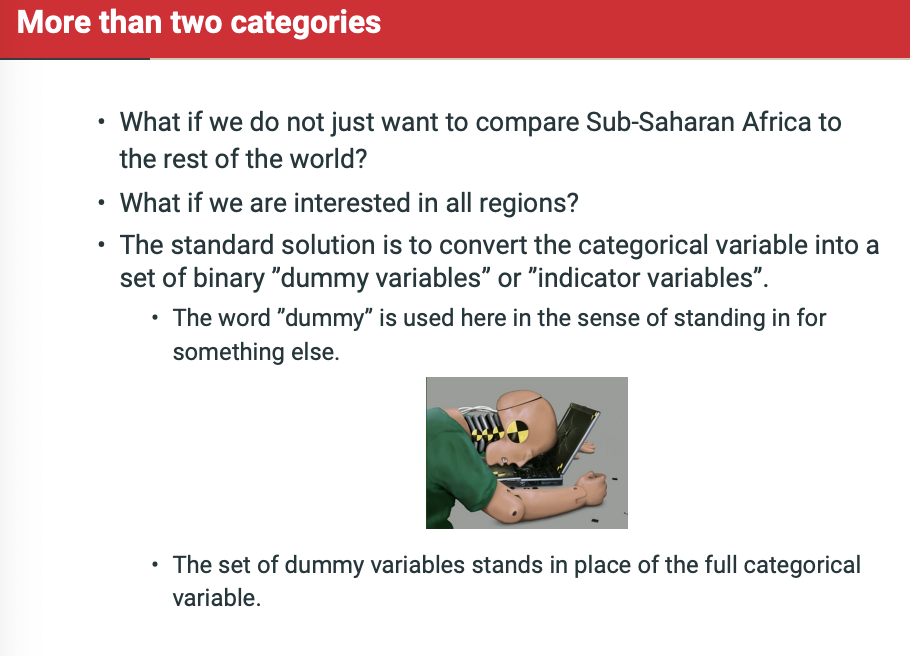 More than two categories
• What if we do not just want to compare Sub-Saharan Africa to
the rest of the world?
• What if we are interested in all regions?
• The standard solution is to convert the categorical variable into a
set of binary ”dummy variables” or ”indicator variables”.
• The word ”dummy” is used here in the sense of standing in for
something else.
• The set of dummy variables stands in place of the full categorical
variable.